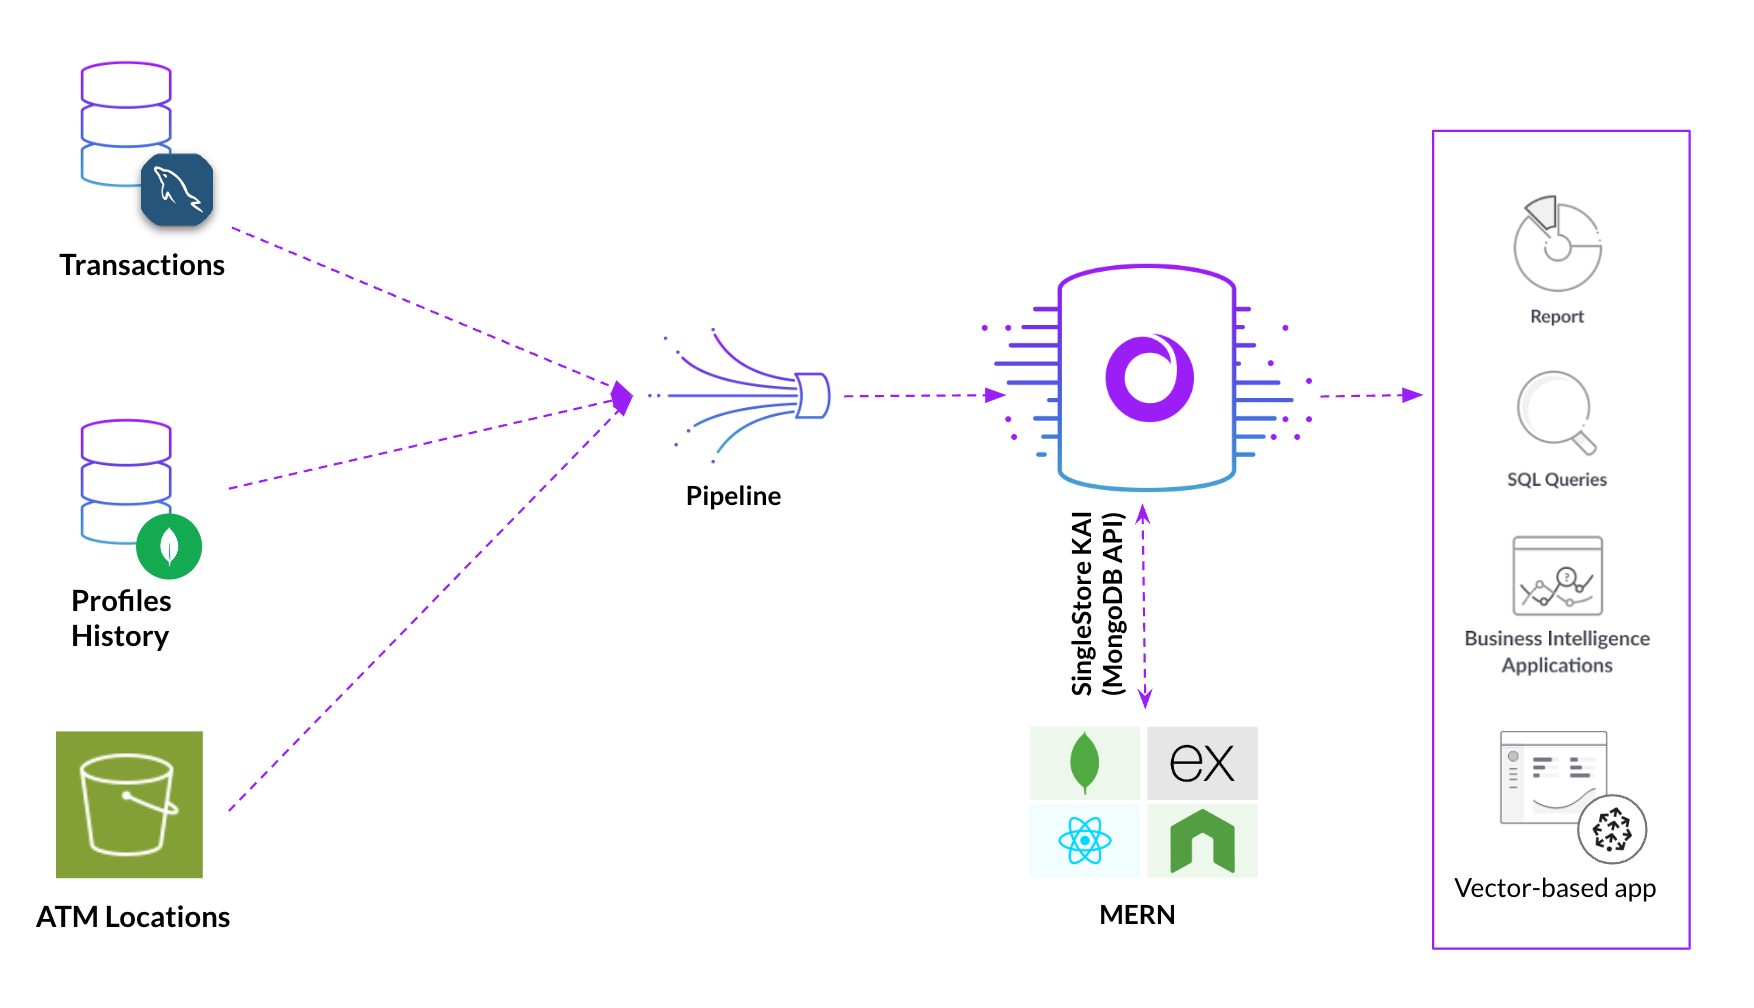 Transactions
Profiles
History
ATM Locations
Pipeline
SingleStore KAI
(MongoDB API)
ex
MERN
Report
SQL Queries
?
Business Intelligence
Applications
Vector-based app